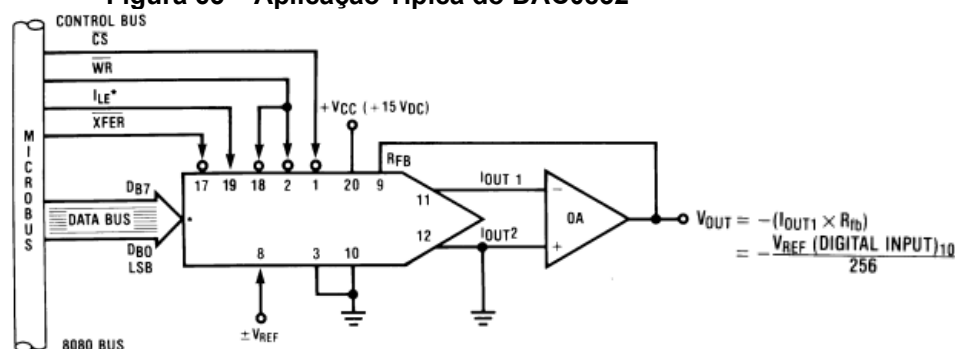 Figura 53 – Aplicação Típica do DAC0832
CONTROL BUS
CS
WR
ILE*
XFER
+VCC (+15 VDC)
MICROBUS
DB7
DATA BUS
DB0
LSB
17 19 18 2 1 20 9
RFB
11
IOUT 1
12
IOUT2
8 3 10
±VREF
− OA +
VOUT = −(IOUT1 × Rfb)
= − VREF (DIGITAL INPUT)10
256
8080 BUS